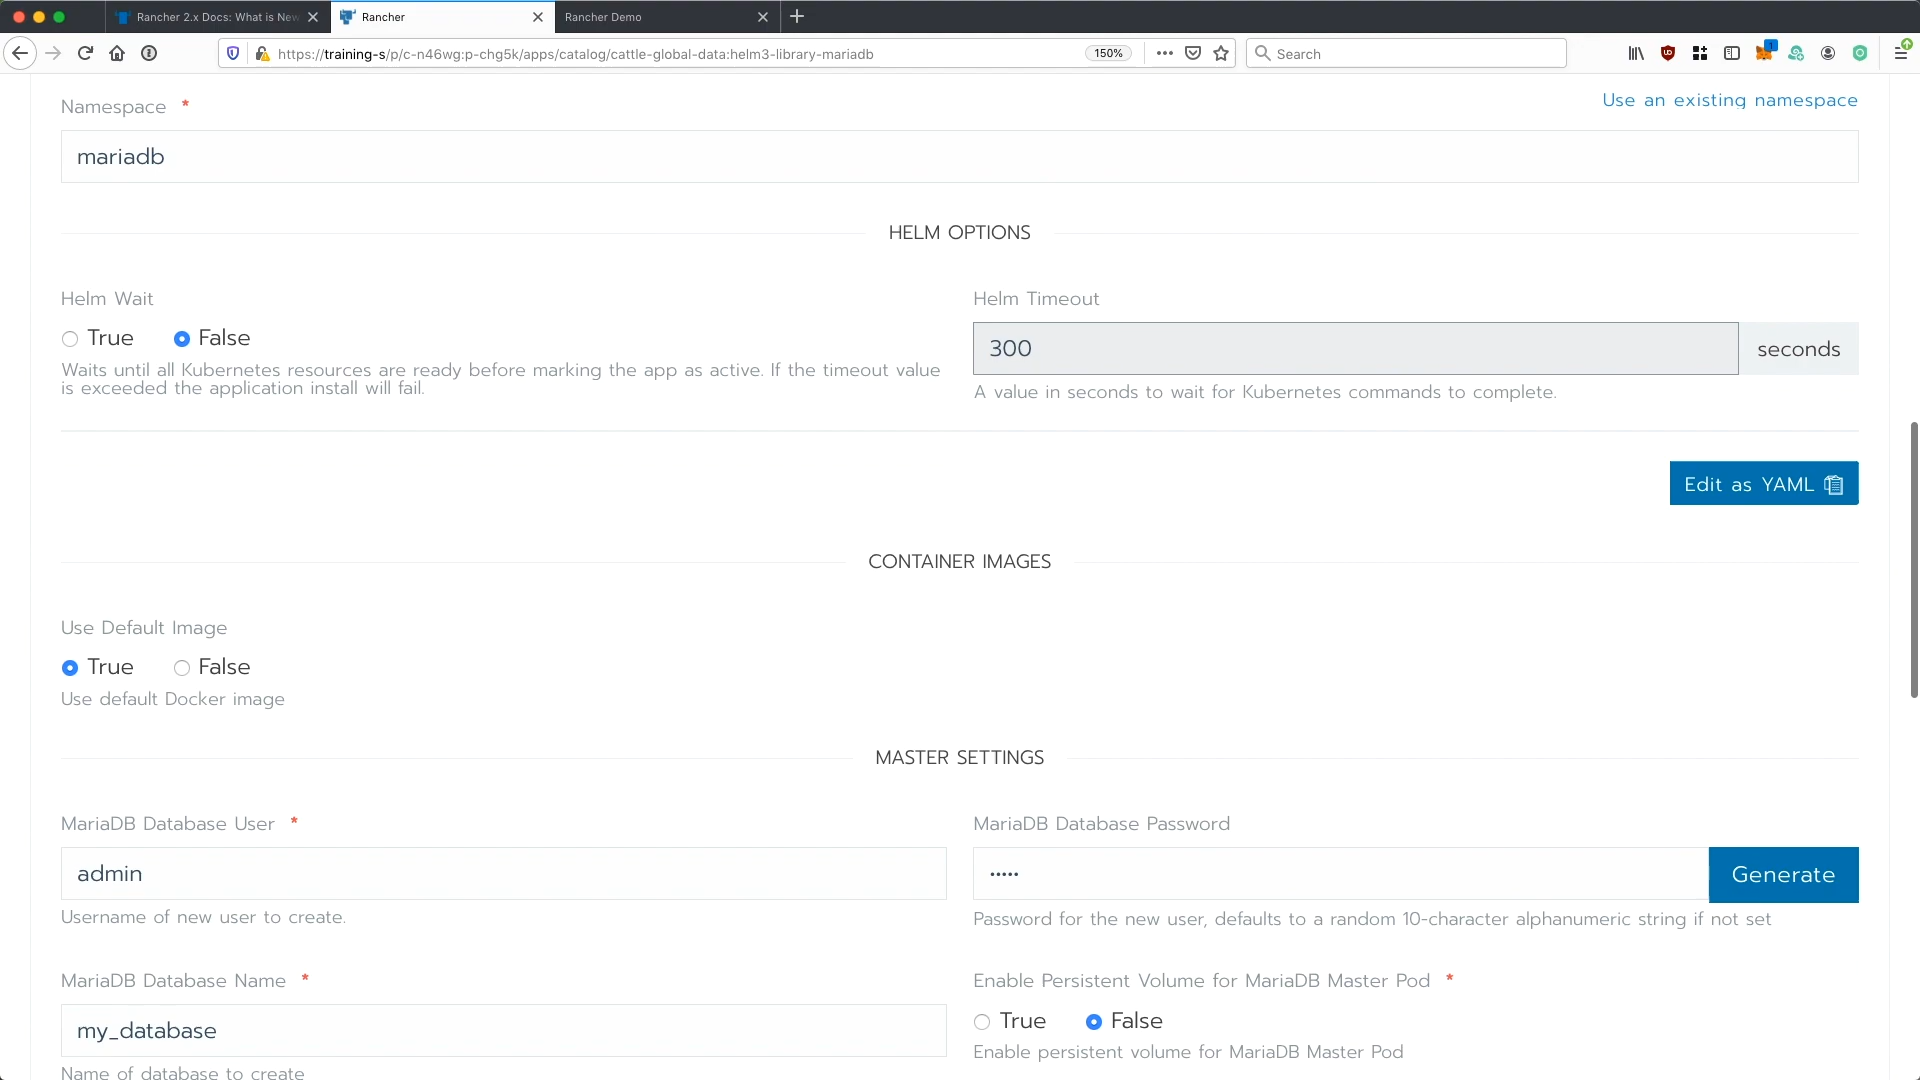 Rancher 2.x Docs: What is New
Rancher
Rancher Demo
https://training-s/p/c-n46wg:p-chg5k/apps/catalog/cattle-global-data:helm3-library-mariadb
150%
Search
Namespace *
Use an existing namespace
mariadb
HELM OPTIONS
Helm Wait
True False
Waits until all Kubernetes resources are ready before marking the app as active. If the timeout value
is exceeded the application install will fail.
Helm Timeout
300 seconds
A value in seconds to wait for Kubernetes commands to complete.
Edit as YAML
CONTAINER IMAGES
Use Default Image
True False
Use default Docker image
MASTER SETTINGS
MariaDB Database User *
admin
Username of new user to create.
MariaDB Database Password
•••••
Generate
Password for the new user, defaults to a random 10-character alphanumeric string if not set
MariaDB Database Name *
my_database
Name of database to create
Enable Persistent Volume for MariaDB Master Pod *
True False
Enable persistent volume for MariaDB Master Pod